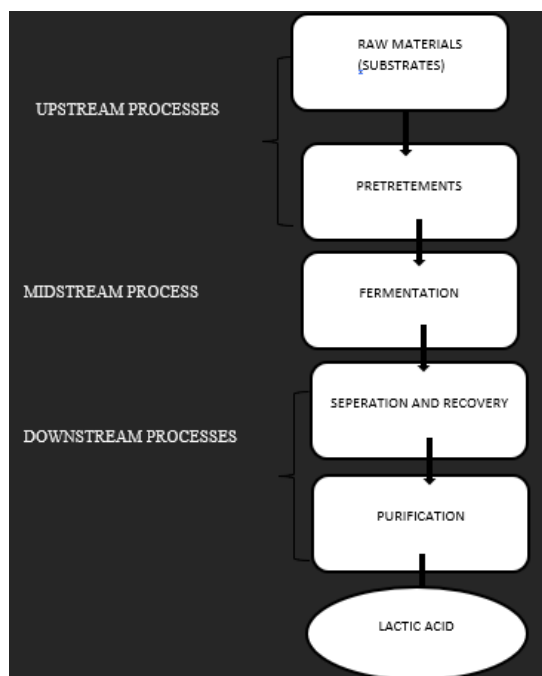 RAW MATERIALS
(SUBSTRATES)
UPSTREAM PROCESSES
PRETRETEMENTS
MIDSTREAM PROCESS
FERMENTATION
SEPERATION AND RECOVERY
DOWNSTREAM PROCESSES
PURIFICATION
LACTIC ACID